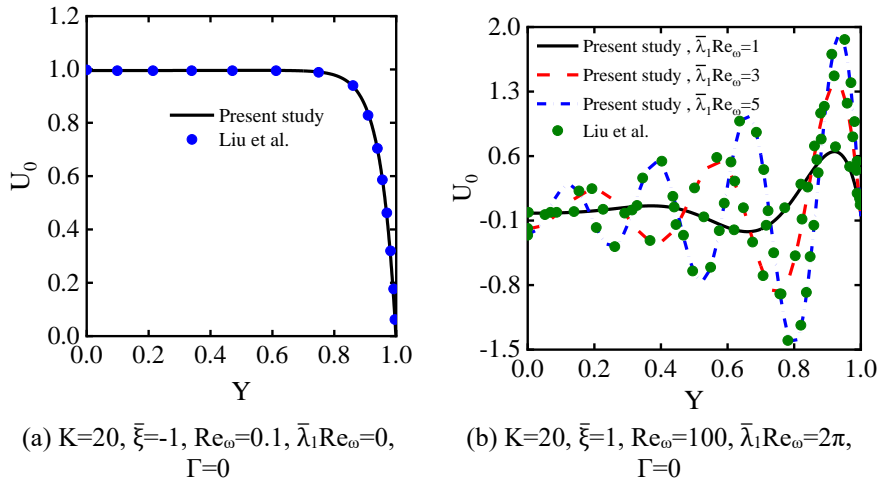 1.2
1.0
0.8
0.6
0.4
0.2
0.0
U₀
Present study
Liu et al.
0.0 0.2 0.4 0.6 0.8 1.0
Y
(a) K=20, ξ̄=-1, Reω=0.1, λ̄₁Reω=0,
Γ=0
2.0
1.3
0.6
-0.1
-0.8
-1.5
U₀
Present study , λ̄₁Reω=1
Present study , λ̄₁Reω=3
Present study , λ̄₁Reω=5
Liu et al.
0.0 0.2 0.4 0.6 0.8 1.0
Y
(b) K=20, ξ̄=1, Reω=100, λ̄₁Reω=2π,
Γ=0